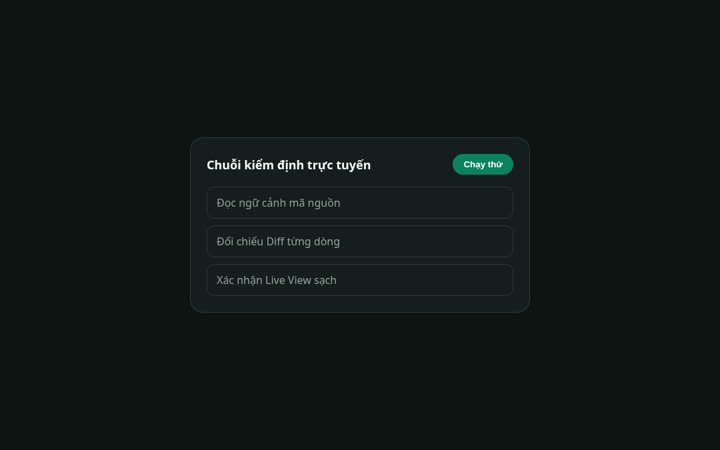 Chuỗi kiểm định trực tuyến
Chạy thử
Đọc ngữ cảnh mã nguồn
Đối chiếu Diff từng dòng
Xác nhận Live View sạch